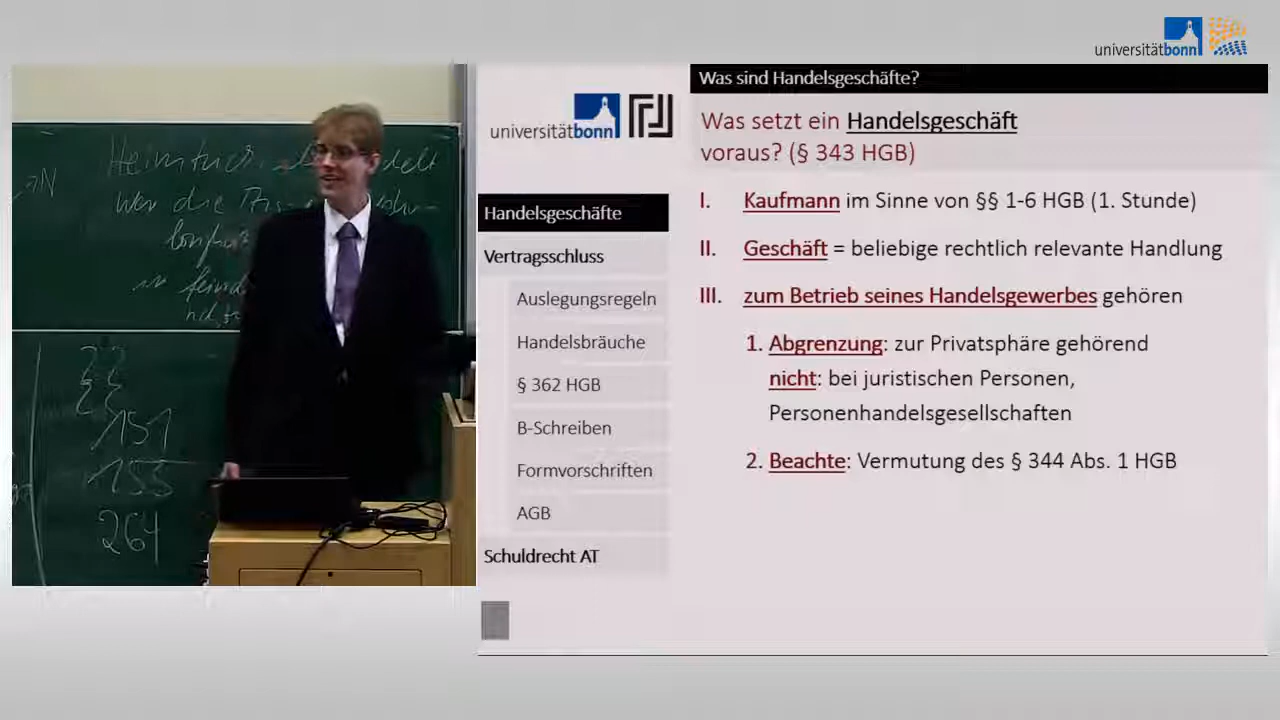 universitätbonn
Was sind Handelsgeschäfte?
universitätbonn
Was setzt ein Handelsgeschäft
voraus? (§ 343 HGB)
Handelsgeschäfte
Vertragsschluss
Auslegungsregeln
Handelsbräuche
§ 362 HGB
B-Schreiben
Formvorschriften
AGB
Schuldrecht AT
I. Kaufmann im Sinne von §§ 1-6 HGB (1. Stunde)
II. Geschäft = beliebige rechtlich relevante Handlung
III. zum Betrieb seines Handelsgewerbes gehören
1. Abgrenzung: zur Privatsphäre gehörend
nicht: bei juristischen Personen,
Personenhandelsgesellschaften
2. Beachte: Vermutung des § 344 Abs. 1 HGB
wer die
151
155
264